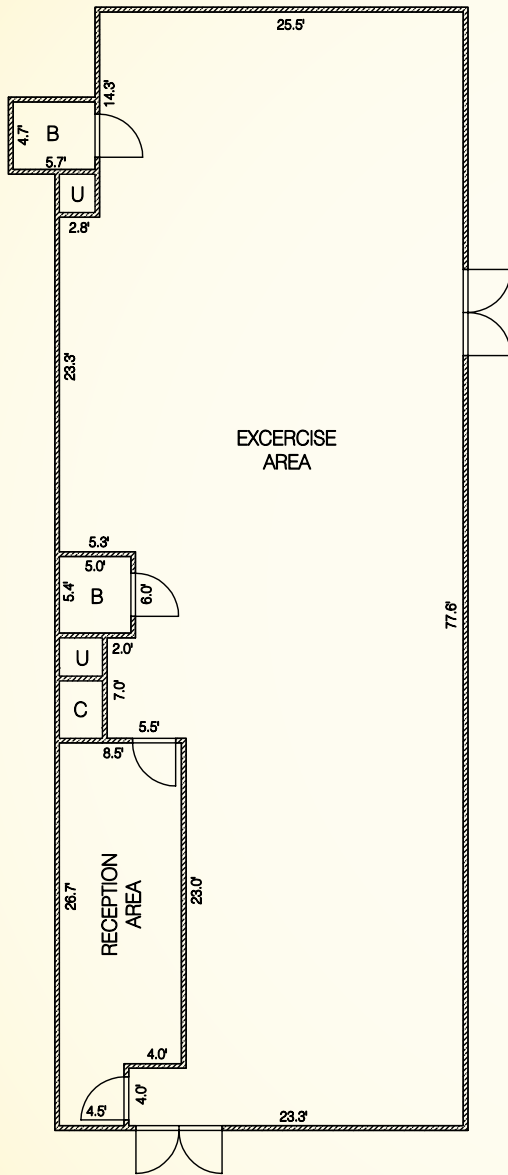 25.5'
14.3'
4.7'
B
5.7'
U
2.8'
23.3'
EXCERCISE
AREA
5.3'
5.0'
5.4'
B
6.0'
77.6'
U
2.0'
7.0'
C
5.5'
8.5'
26.7'
RECEPTION
AREA
23.0'
4.0'
4.5'
4.0'
23.3'